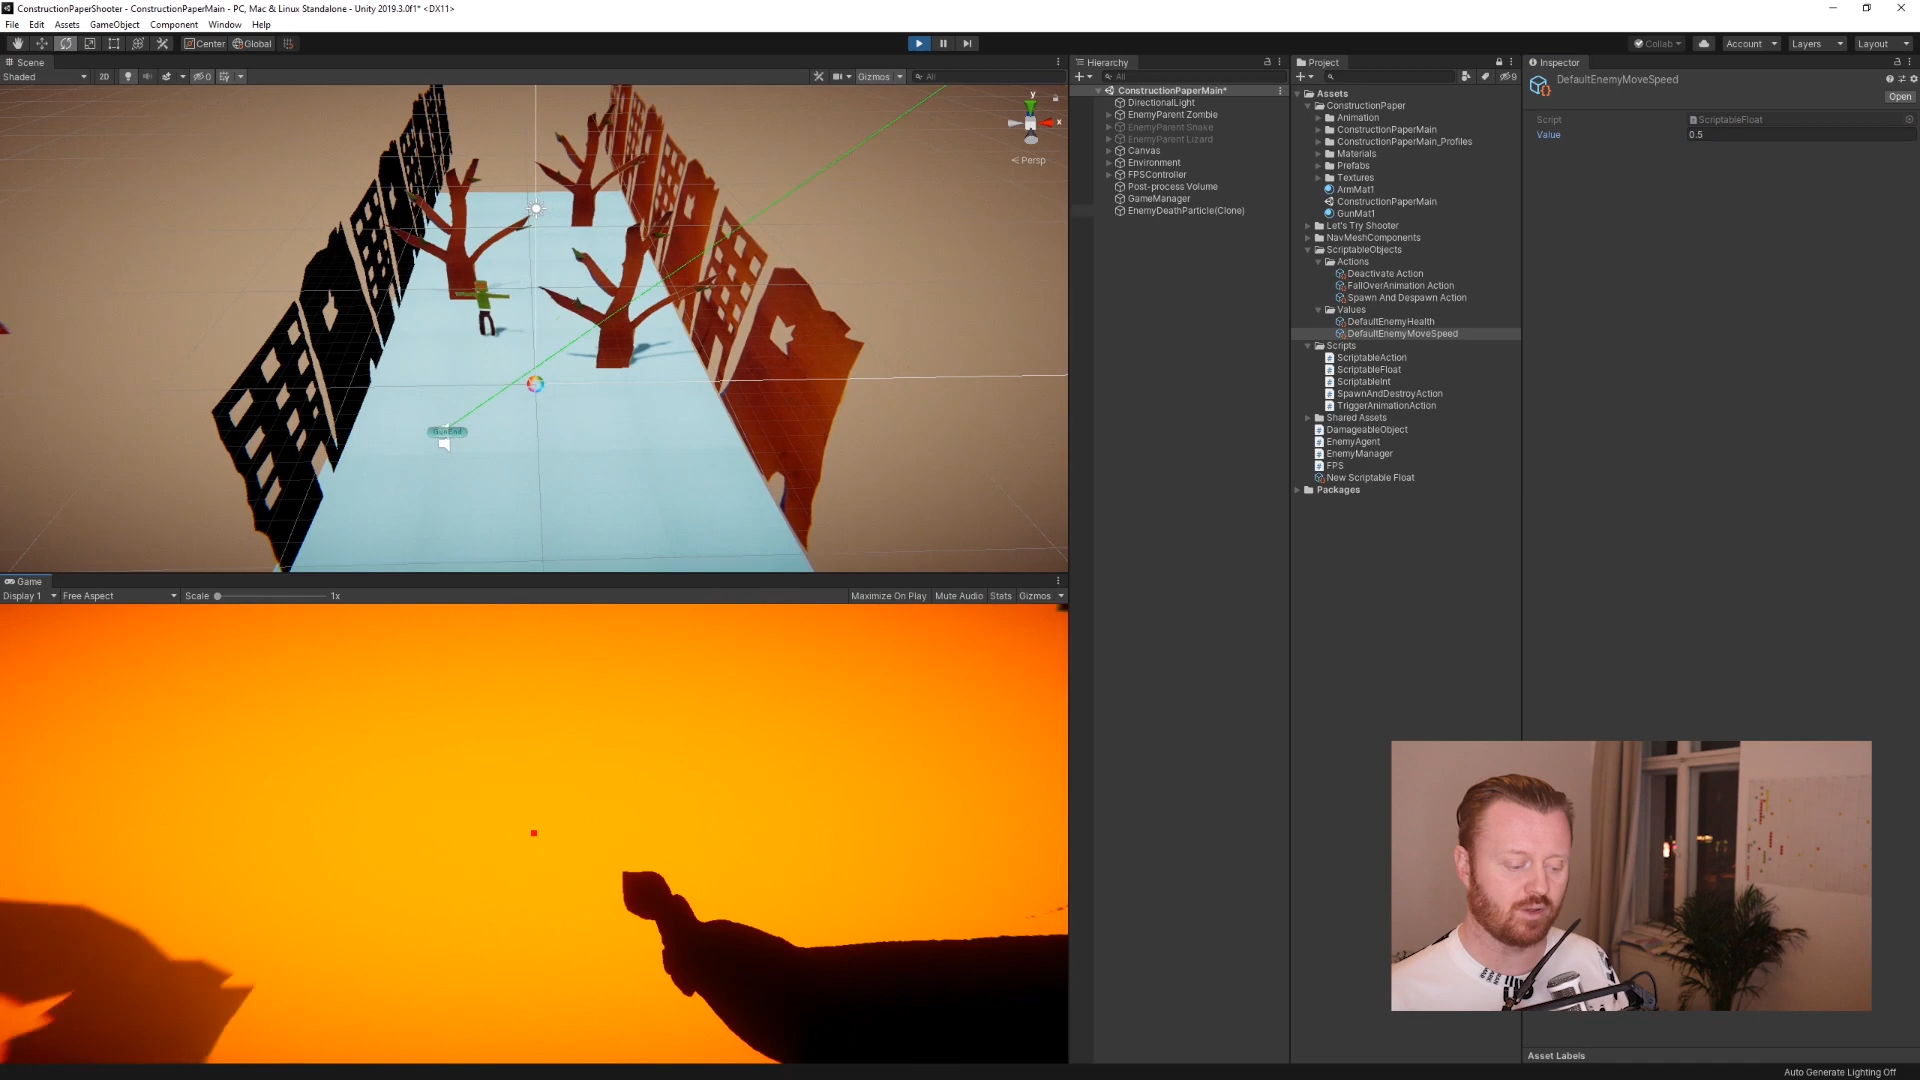 ConstructionPaperShooter - ConstructionPaperMain - PC, Mac & Linux Standalone - Unity 2019.3.0f1* <DX11>
File Edit Assets GameObject Component Window Help
Center Global
Collab Account Layers Layout
Scene
Shaded 2D 0 Gizmos All
y
x
Persp
GunEnd
Game
Display 1 Free Aspect Scale 1x Maximize On Play Mute Audio Stats Gizmos
Hierarchy
All
ConstructionPaperMain*
DirectionalLight
EnemyParent Zombie
EnemyParent Snake
EnemyParent Lizard
Canvas
Environment
FPSController
Post-process Volume
GameManager
EnemyDeathParticle(Clone)
Project
9
Assets
ConstructionPaper
Animation
ConstructionPaperMain
ConstructionPaperMain_Profiles
Materials
Prefabs
Textures
ArmMat1
ConstructionPaperMain
GunMat1
Let's Try Shooter
NavMeshComponents
ScriptableObjects
Actions
Deactivate Action
FallOverAnimation Action
Spawn And Despawn Action
Values
DefaultEnemyHealth
DefaultEnemyMoveSpeed
Scripts
ScriptableAction
ScriptableFloat
ScriptableInt
SpawnAndDestroyAction
TriggerAnimationAction
Shared Assets
DamageableObject
EnemyAgent
EnemyManager
FPS
New Scriptable Float
Packages
Inspector
DefaultEnemyMoveSpeed
Open
Script ScriptableFloat
Value 0.5
Asset Labels
Auto Generate Lighting Off